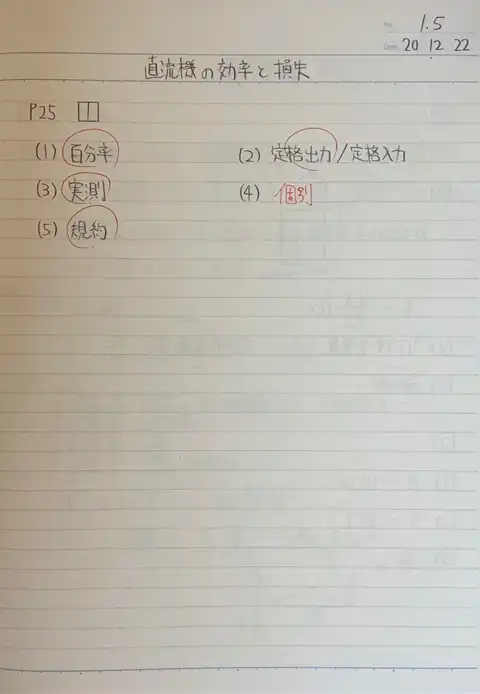 No. 1.5
Date 20 12 22
直流機の効率と損失
P25 1
(1) 百分率 (2) 定格出力/定格入力
(3) 実測 (4) 個別
(5) 規約